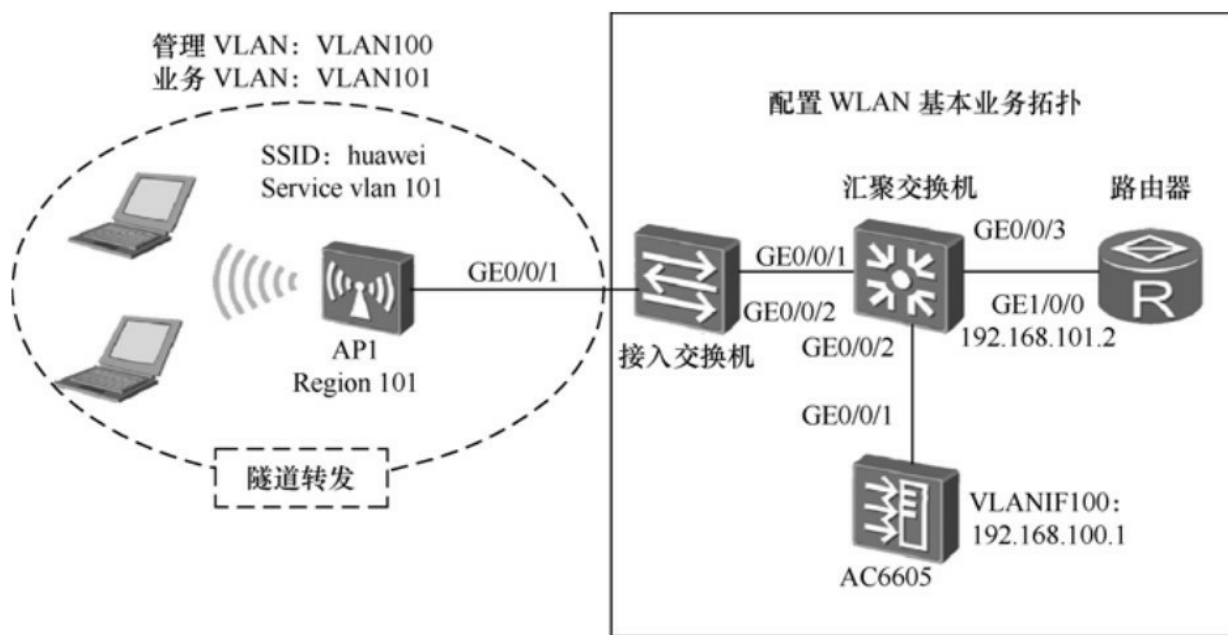 管理 VLAN：VLAN100
业务 VLAN：VLAN101
SSID：huawei
Service vlan 101
AP1
Region 101
隧道转发
GE0/0/1
配置 WLAN 基本业务拓扑
汇聚交换机
路由器
GE0/0/3
GE0/0/1
GE0/0/2
接入交换机
GE0/0/2
GE1/0/0
192.168.101.2
R
GE0/0/1
VLANIF100：
192.168.100.1
AC6605